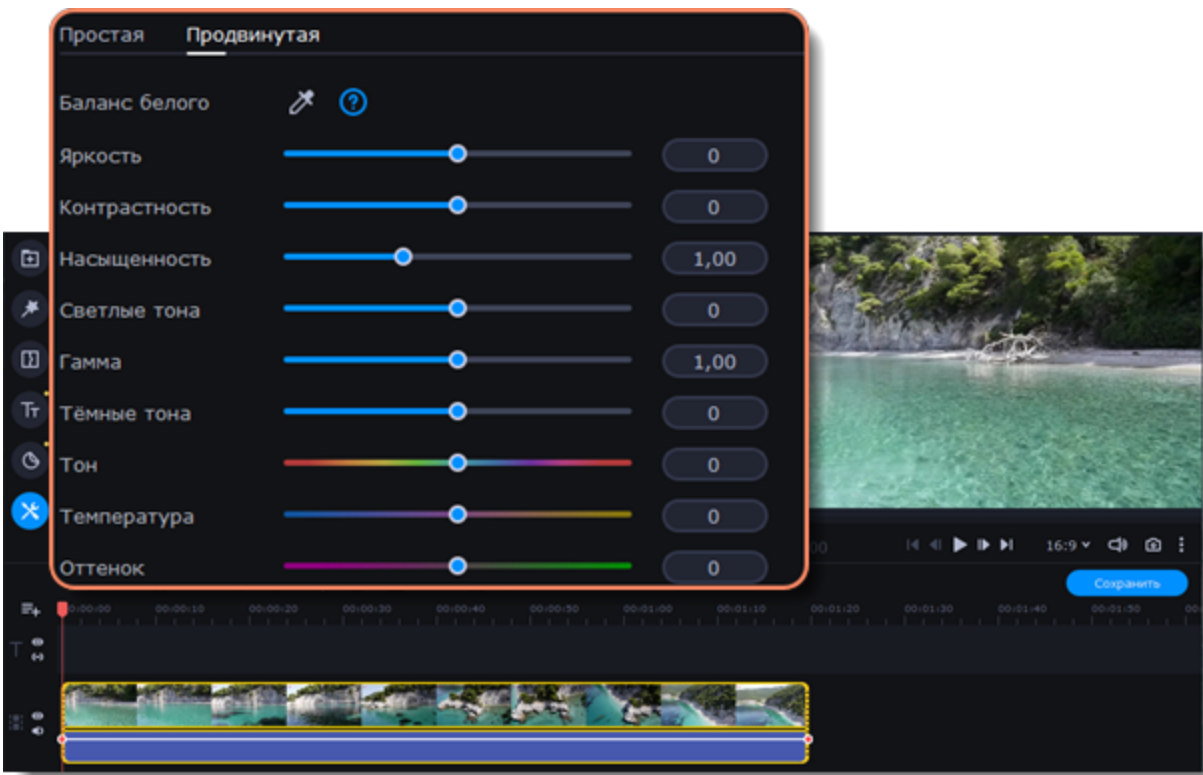 Простая Продвинутая
Баланс белого ?
Яркость 0
Контрастность 0
Насыщенность 1,00
Светлые тона 0
Гамма 1,00
Тёмные тона 0
Тон 0
Температура 0
Оттенок 0
Тт
00
16:9
Сохранить
0:00:00 00:00:10 00:00:20 00:00:30 00:00:40 00:00:50 00:01:00 00:01:10 00:01:20 00:01:30 00:01:40 00:01:50
T